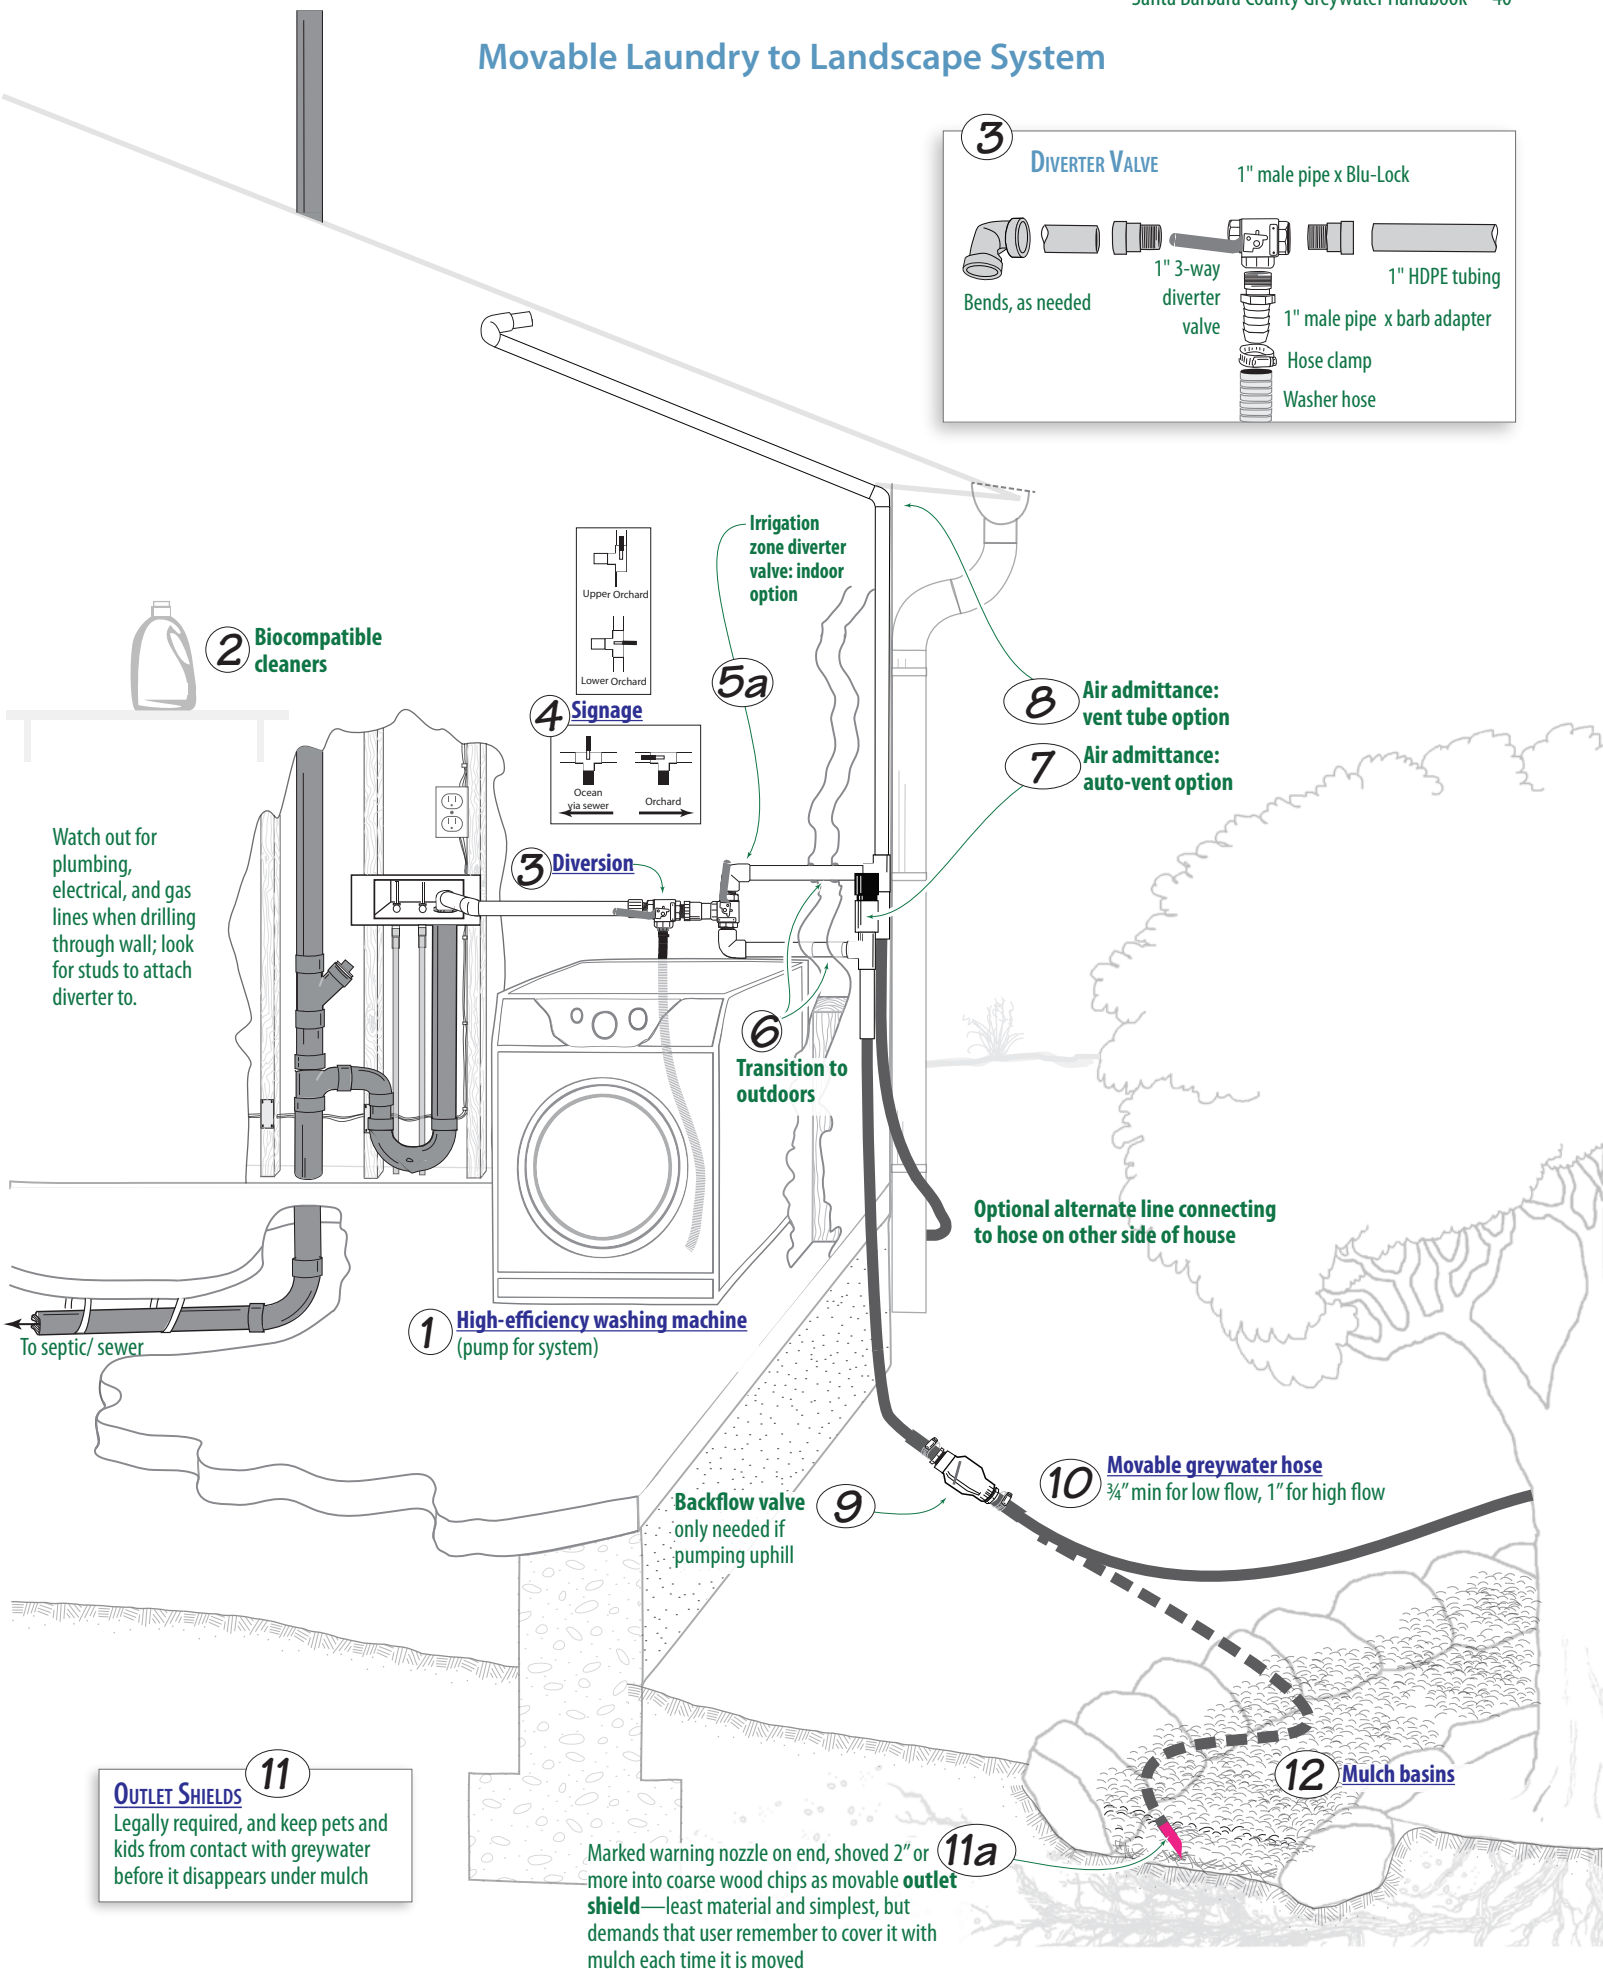 Santa Barbara County Greywater Handbook 40
Movable Laundry to Landscape System
3
DIVERTER VALVE
1" male pipe x Blu-Lock
1" 3-way
diverter
valve
1" HDPE tubing
Bends, as needed
1" male pipe x barb adapter
Hose clamp
Washer hose
Irrigation
zone diverter
valve: indoor
option
Upper Orchard
Lower Orchard
2
Biocompatible
cleaners
5a
8
Air admittance:
vent tube option
4
Signage
7
Air admittance:
auto-vent option
Ocean
via sewer
Orchard
Watch out for
plumbing,
electrical, and gas
lines when drilling
through wall; look
for studs to attach
diverter to.
3
Diversion
6
Transition to
outdoors
Optional alternate line connecting
to hose on other side of house
1
High-efficiency washing machine
(pump for system)
To septic/ sewer
10
Movable greywater hose
¾" min for low flow, 1" for high flow
Backflow valve
only needed if
pumping uphill
9
11
OUTLET SHIELDS
Legally required, and keep pets and
kids from contact with greywater
before it disappears under mulch
12
Mulch basins
11a
Marked warning nozzle on end, shoved 2" or
more into coarse wood chips as movable outlet
shield—least material and simplest, but
demands that user remember to cover it with
mulch each time it is moved